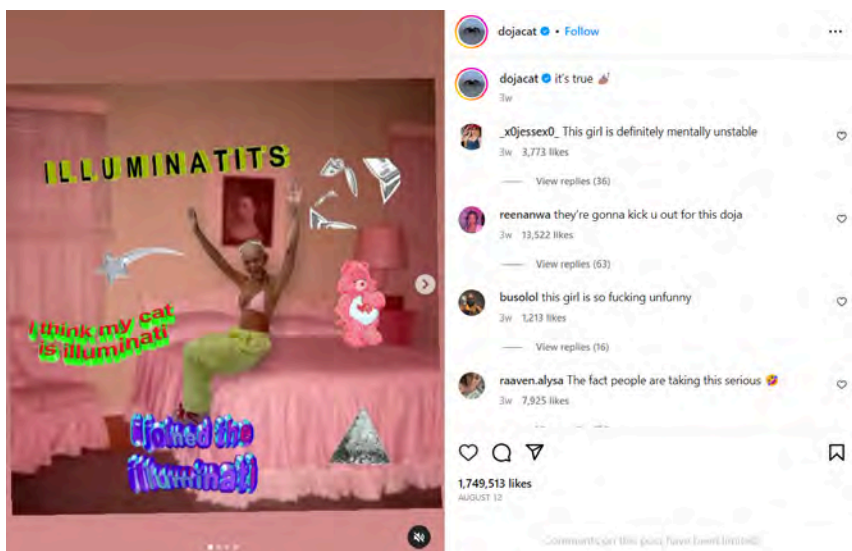 ILLUMINATITS
I think my cat
is illuminati
I joined the
illuminati
dojacat • Follow
dojacat it's true 💅🏽
3w
_x0jessex0_ This girl is definitely mentally unstable
3w 3,773 likes
View replies (36)
reenanwa they're gonna kick u out for this doja
3w 13,522 likes
View replies (63)
busolol this girl is so fucking unfunny
3w 1,213 likes
View replies (16)
raaven.alysa The fact people are taking this serious 🤣
3w 7,925 likes
1,749,513 likes
AUGUST 12
Comments on this post have been limited